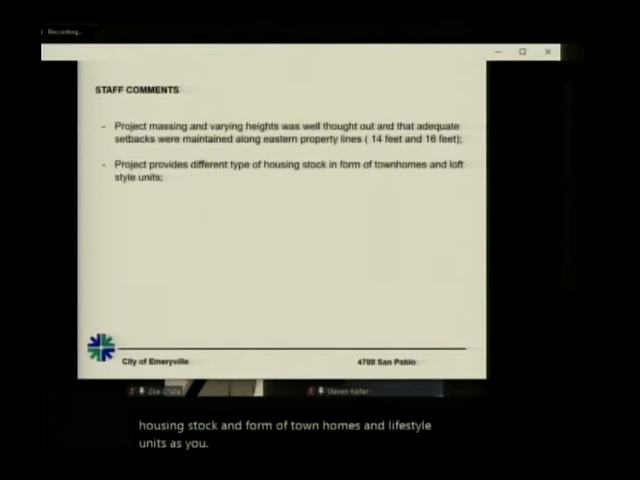 Recording...
STAFF COMMENTS
- Project massing and varying heights was well thought out and that adequate
setbacks were maintained along eastern property lines ( 14 feet and 16 feet);
- Project provides different type of housing stock in form of townhomes and loft
style units;
City of Emeryville
4700 San Pablo
Steven Keller
housing stock and form of town homes and lifestyle
units as you.